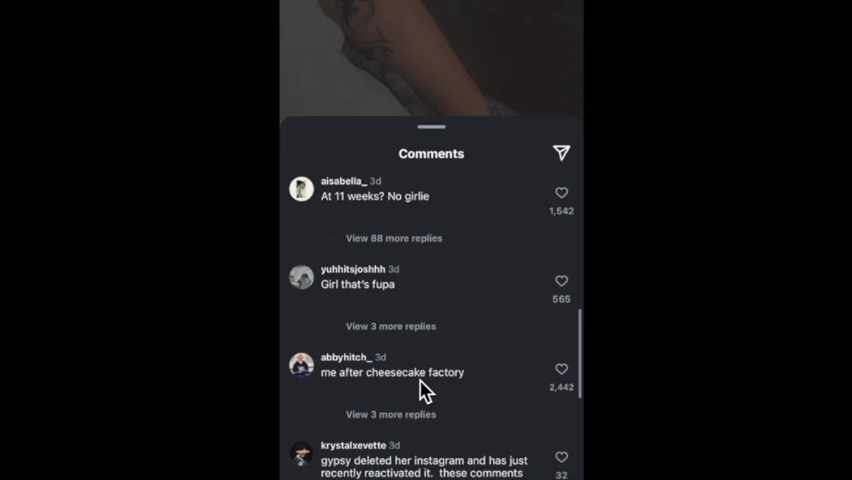 Comments
aisabella_ 3d
At 11 weeks? No girlie
1,542
View 88 more replies
yuhhitsjoshhh 3d
Girl that's fupa
565
View 3 more replies
abbyhitch_ 3d
me after cheesecake factory
2,442
View 3 more replies
krystalxevette 3d
gypsy deleted her instagram and has just
recently reactivated it. these comments
32